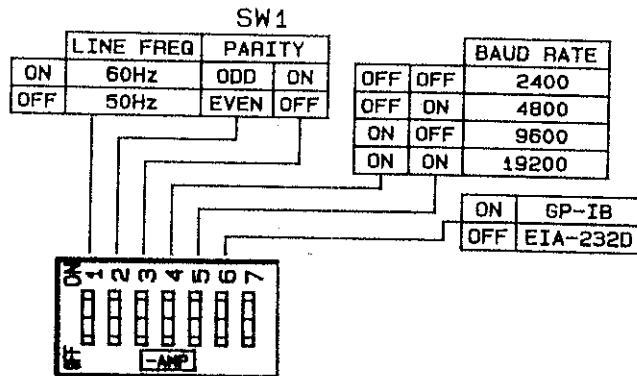 SW1
LINE FREQ PARITY
ON 60Hz ODD ON
OFF 50Hz EVEN OFF
BAUD RATE
OFF OFF 2400
OFF ON 4800
ON OFF 9600
ON ON 19200
ON GP-IB
OFF EIA-232D
ON 1 2 3 4 5 6 7
OFF
-AMP